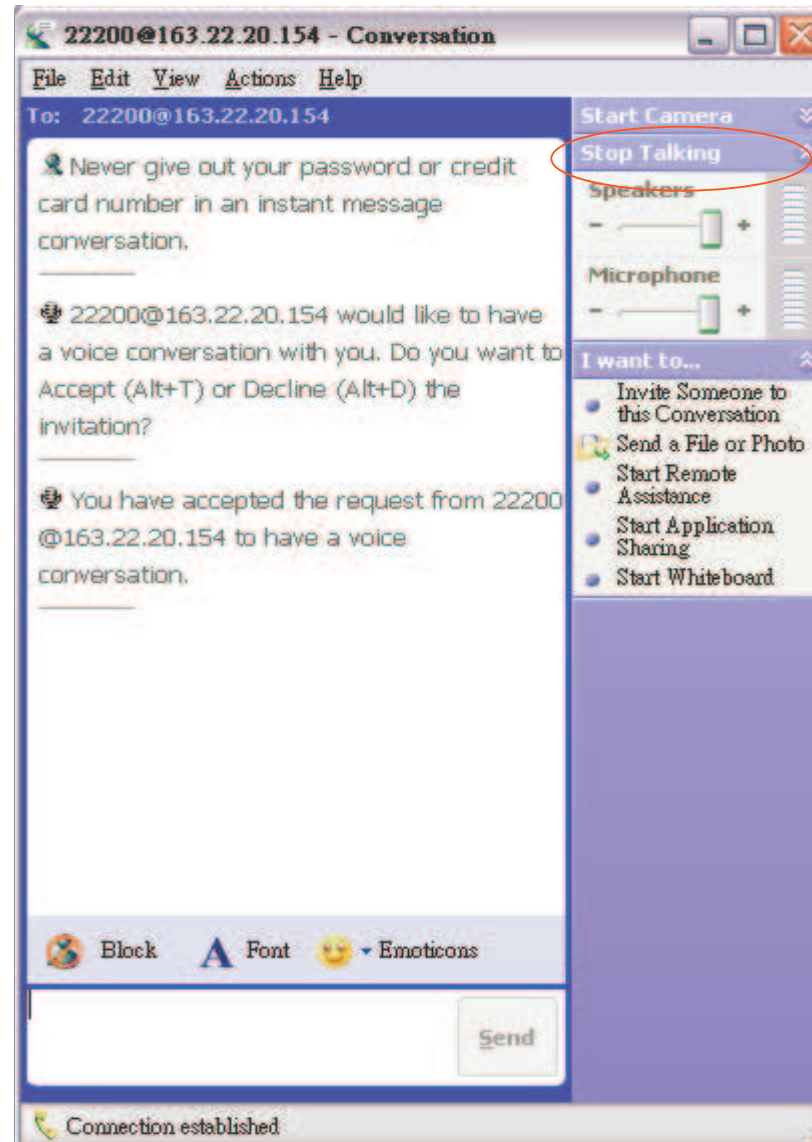 22200@163.22.20.154 - Conversation
File Edit View Actions Help
To: 22200@163.22.20.154
Never give out your password or credit
card number in an instant message
conversation.
22200@163.22.20.154 would like to have
a voice conversation with you. Do you want to
Accept (Alt+T) or Decline (Alt+D) the
invitation?
You have accepted the request from 22200
@163.22.20.154 to have a voice
conversation.
Block Font Emoticons
Send
Start Camera
Stop Talking
Speakers
- +
Microphone
- +
I want to...
Invite Someone to
this Conversation
Send a File or Photo
Start Remote
Assistance
Start Application
Sharing
Start Whiteboard
Connection established